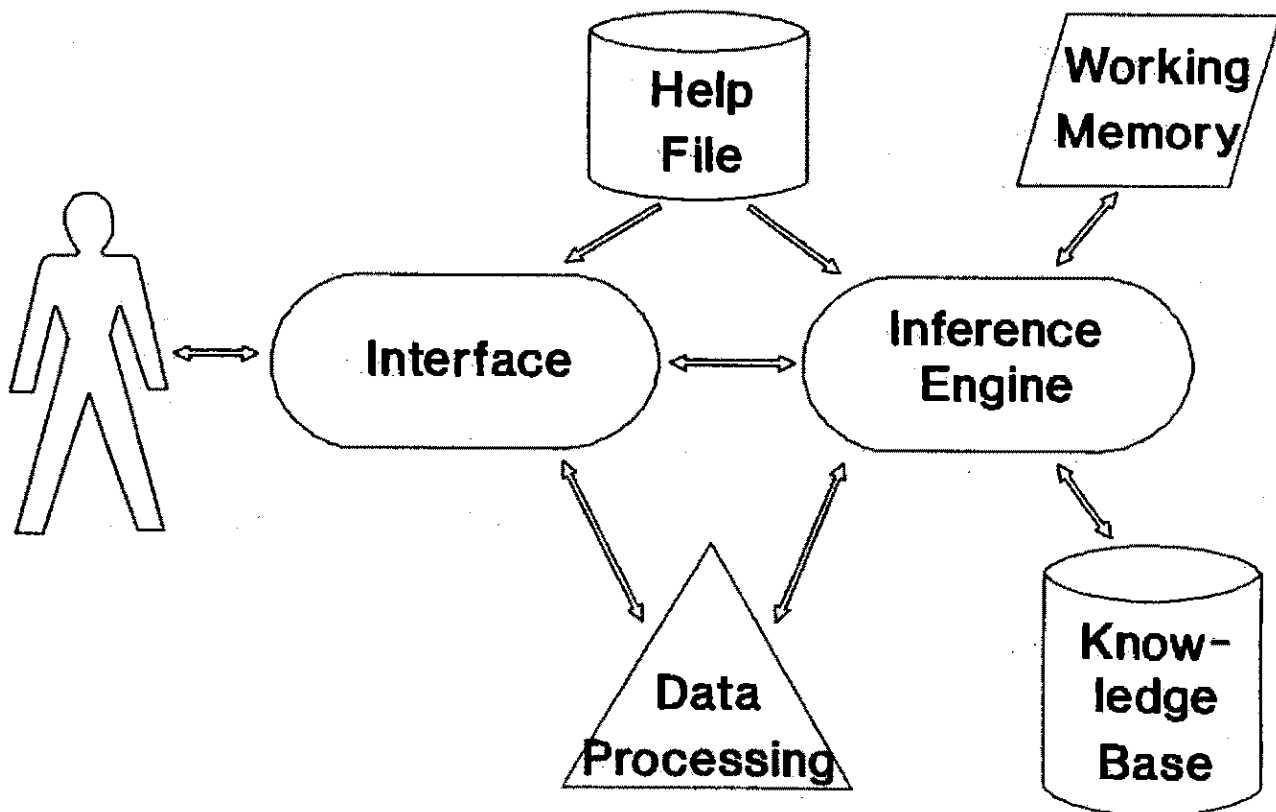 Help
File
Working
Memory
Interface
Inference
Engine
Data
Processing
Know-
ledge
Base